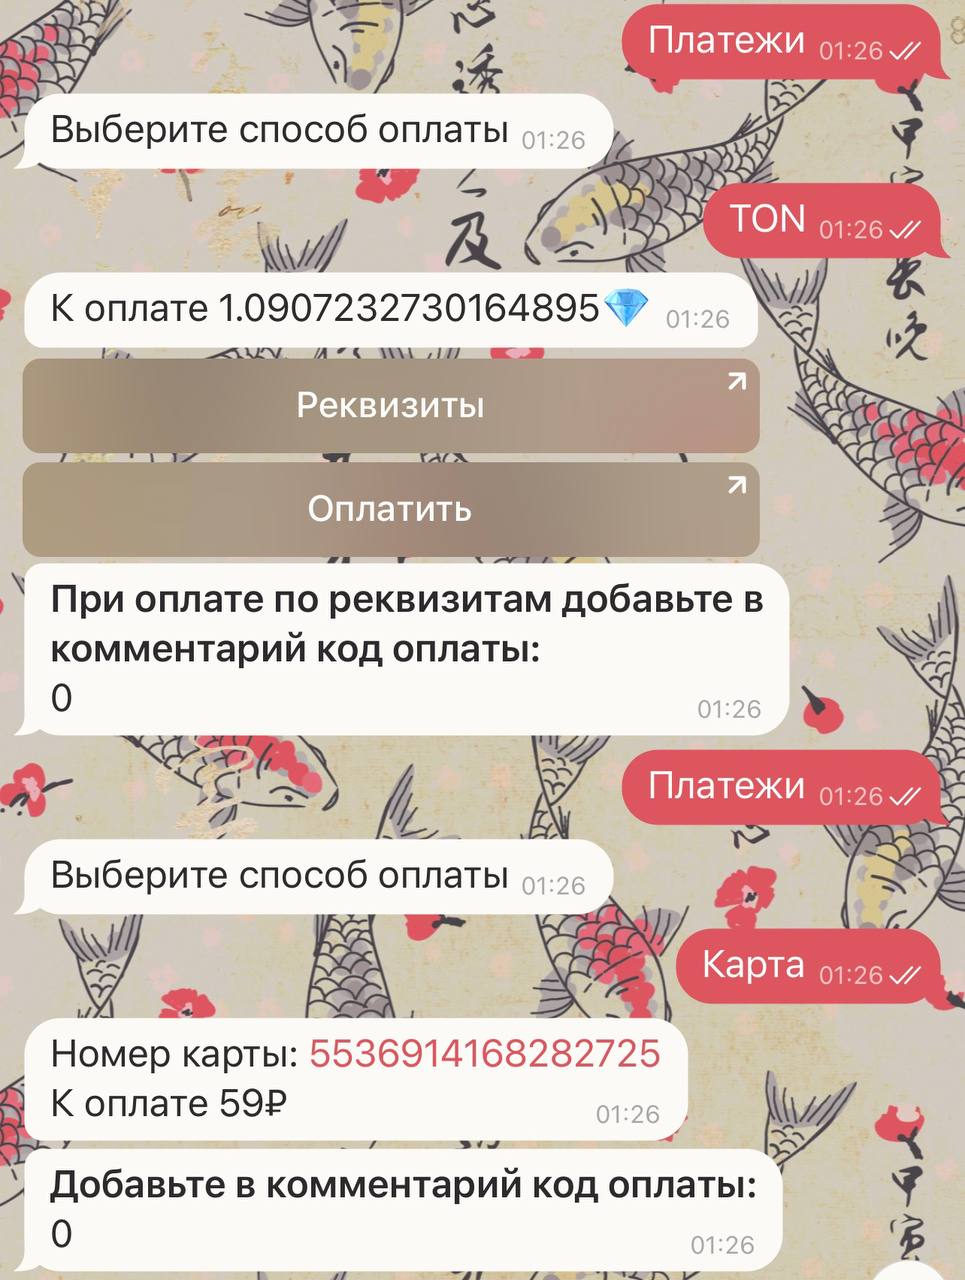 Платежи 01:26
Выберите способ оплаты 01:26
TON 01:26
К оплате 1.0907232730164895💎 01:26
Реквизиты
Оплатить
При оплате по реквизитам добавьте в
комментарий код оплаты:
0 01:26
Платежи 01:26
Выберите способ оплаты 01:26
Карта 01:26
Номер карты: 5536914168282725
К оплате 59₽ 01:26
Добавьте в комментарий код оплаты:
0 01:26